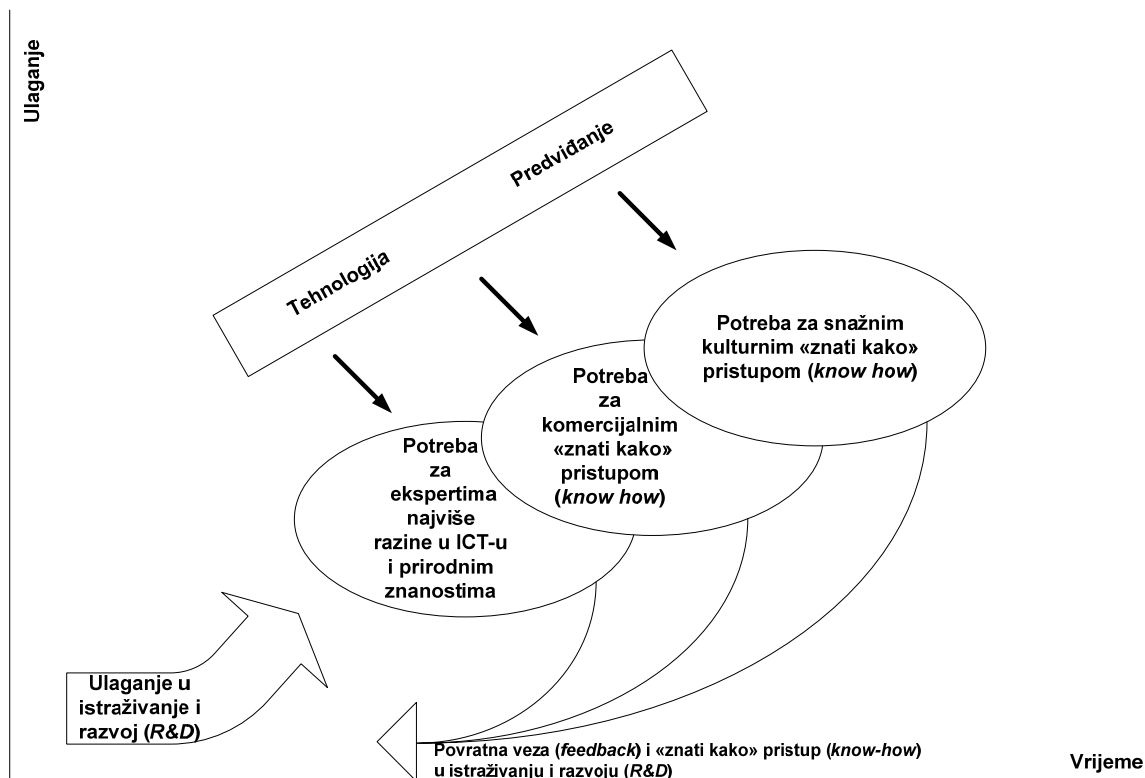 Ulaganje
Tehnologija Predviđanje
Potreba za snažnim
kulturnim «znati kako»
pristupom (know how)
Potreba
za
komercijalnim
«znati kako»
pristupom
(know how)
Potreba
za
ekspertima
najviše
razine u ICT-u
i prirodnim
znanostima
Ulaganje u
istraživanje i
razvoj (R&D)
Povratna veza (feedback) i «znati kako» pristup (know-how)
u istraživanju i razvoju (R&D)
Vrijeme